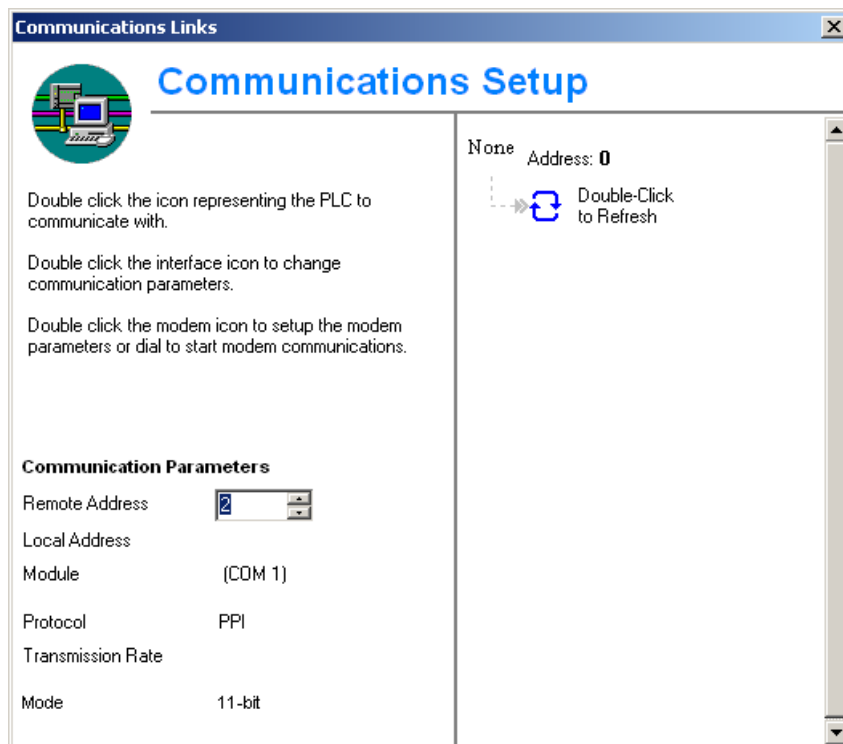 Communications Links
Communications Setup
Double click the icon representing the PLC to
communicate with.
Double click the interface icon to change
communication parameters.
Double click the modem icon to setup the modem
parameters or dial to start modem communications.
Communication Parameters
Remote Address 2
Local Address
Module (COM 1)
Protocol PPI
Transmission Rate
Mode 11-bit
None Address: 0
Double-Click
to Refresh